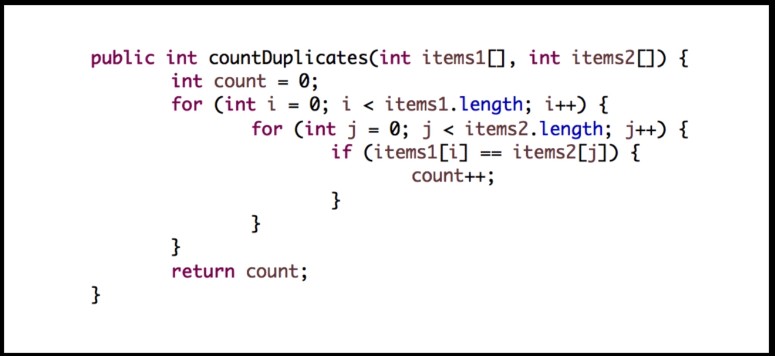 public int countDuplicates(int items1[], int items2[]) {
int count = 0;
for (int i = 0; i < items1.length; i++) {
for (int j = 0; j < items2.length; j++) {
if (items1[i] == items2[j]) {
count++;
}
}
}
return count;
}